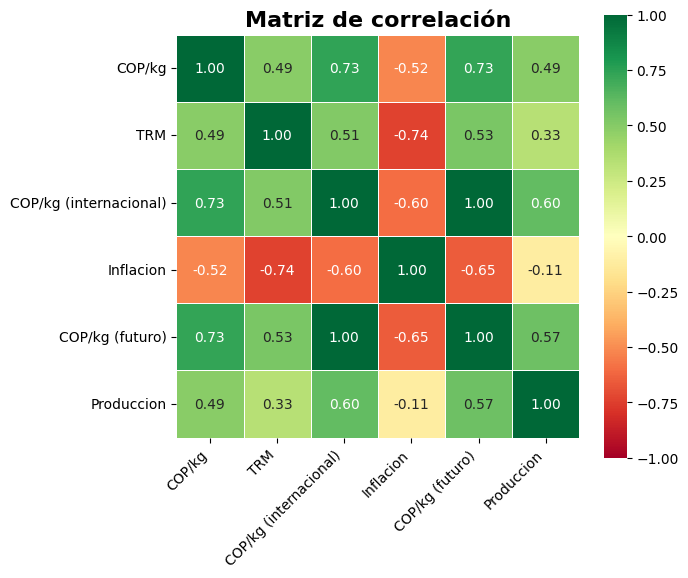 Matriz de correlación
COP/kg 1.00 0.49 0.73 -0.52 0.73 0.49
TRM 0.49 1.00 0.51 -0.74 0.53 0.33
COP/kg (internacional) 0.73 0.51 1.00 -0.60 1.00 0.60
Inflacion -0.52 -0.74 -0.60 1.00 -0.65 -0.11
COP/kg (futuro) 0.73 0.53 1.00 -0.65 1.00 0.57
Produccion 0.49 0.33 0.60 -0.11 0.57 1.00
COP/kg TRM COP/kg (internacional) Inflacion COP/kg (futuro) Produccion
1.00
0.75
0.50
0.25
0.00
−0.25
−0.50
−0.75
−1.00